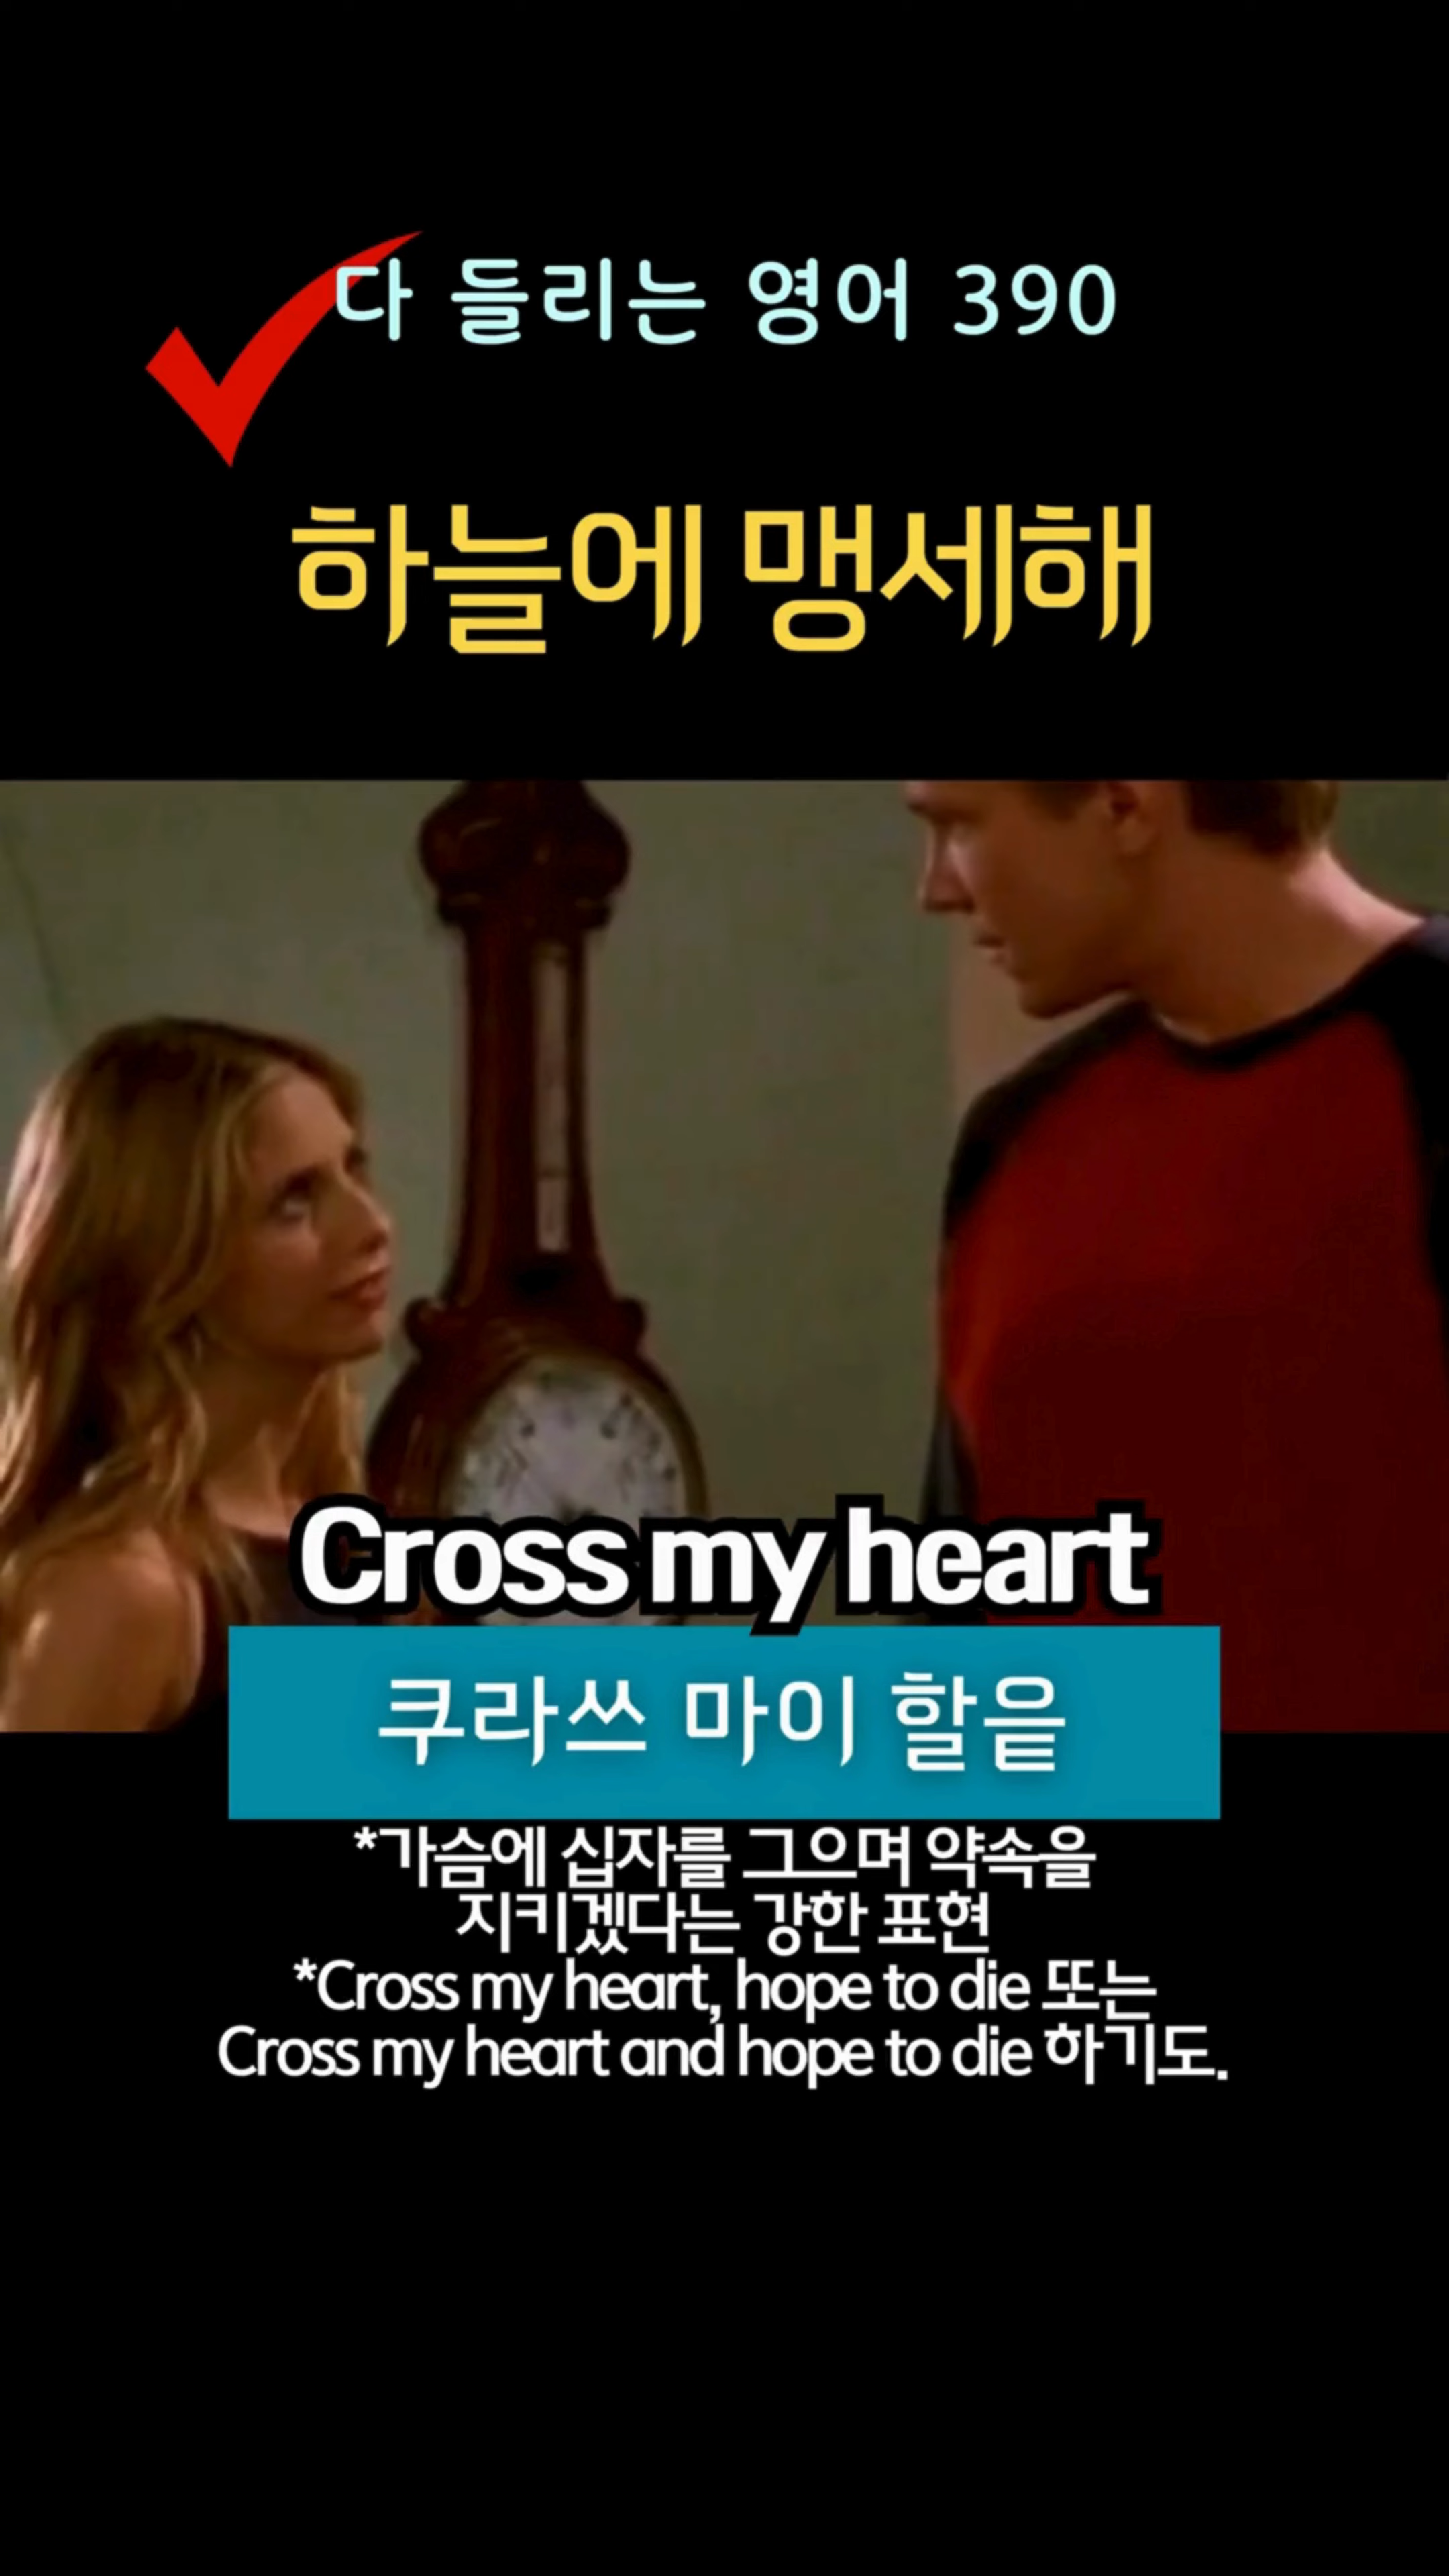 다 들리는 영어 390
하늘에 맹세해
Cross my heart
쿠라쓰 마이 할읕
*가슴에 십자를 그으며 약속을
지키겠다는 강한 표현
*Cross my heart, hope to die 또는
Cross my heart and hope to die 하기도.